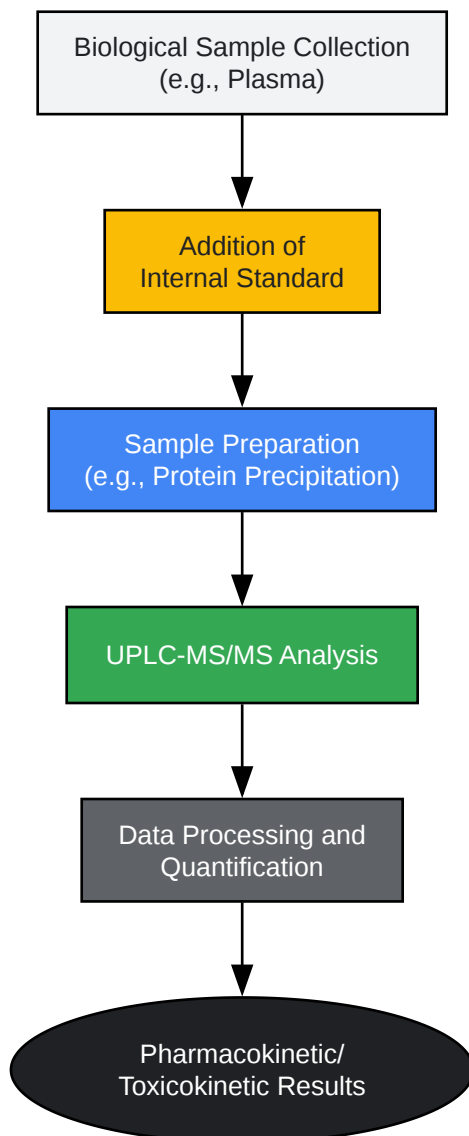 Biological Sample Collection
(e.g., Plasma)
Addition of
Internal Standard
Sample Preparation
(e.g., Protein Precipitation)
UPLC-MS/MS Analysis
Data Processing and
Quantification
Pharmacokinetic/
Toxicokinetic Results